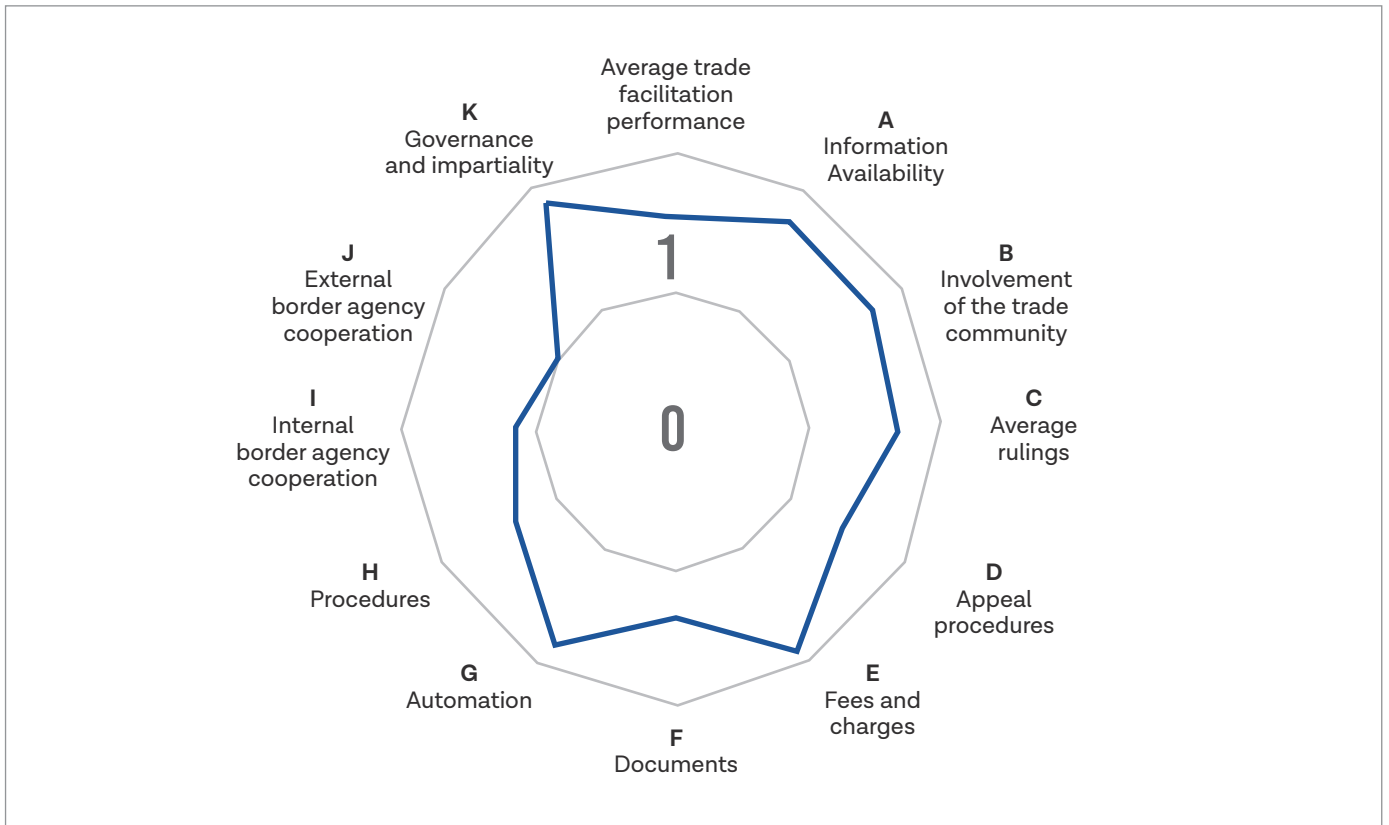 Average trade
facilitation
performance
A
Information
Availability
B
Involvement
of the trade
community
C
Average
rulings
D
Appeal
procedures
E
Fees and
charges
F
Documents
G
Automation
H
Procedures
I
Internal
border agency
cooperation
J
External
border agency
cooperation
K
Governance
and impartiality
1
0